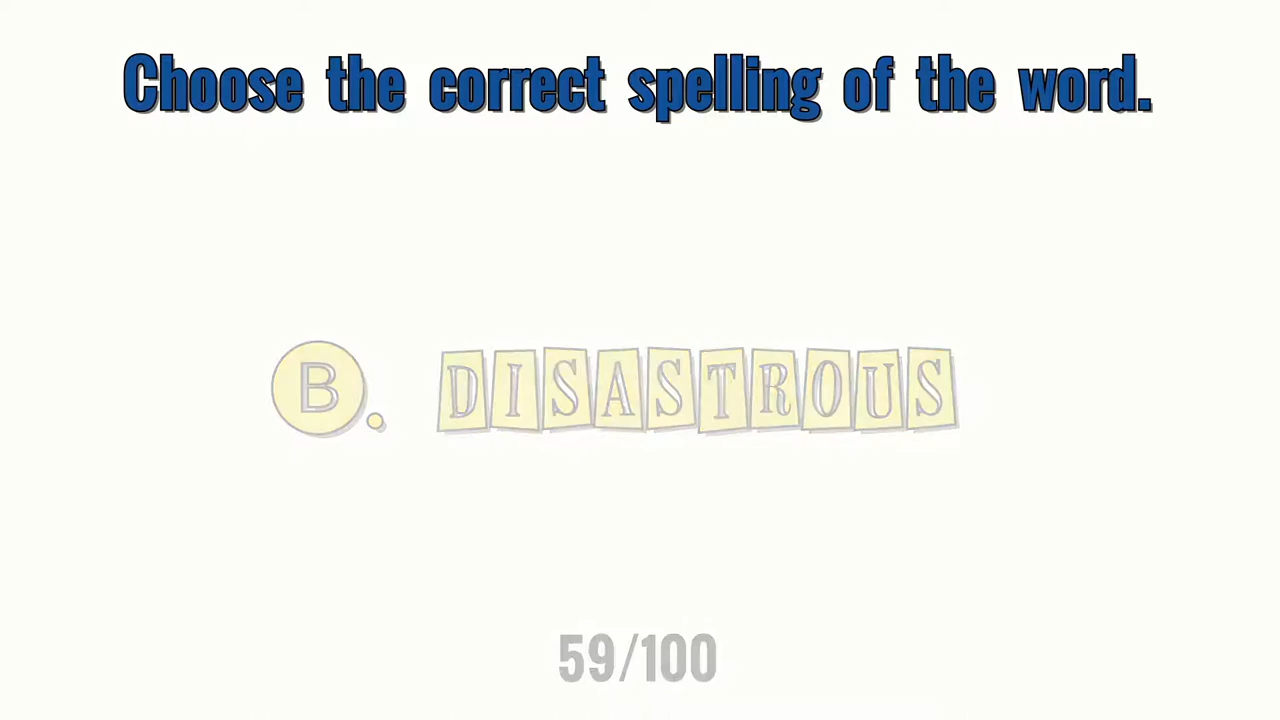 Choose the correct spelling of the word.
B. DISASTROUS
59/100